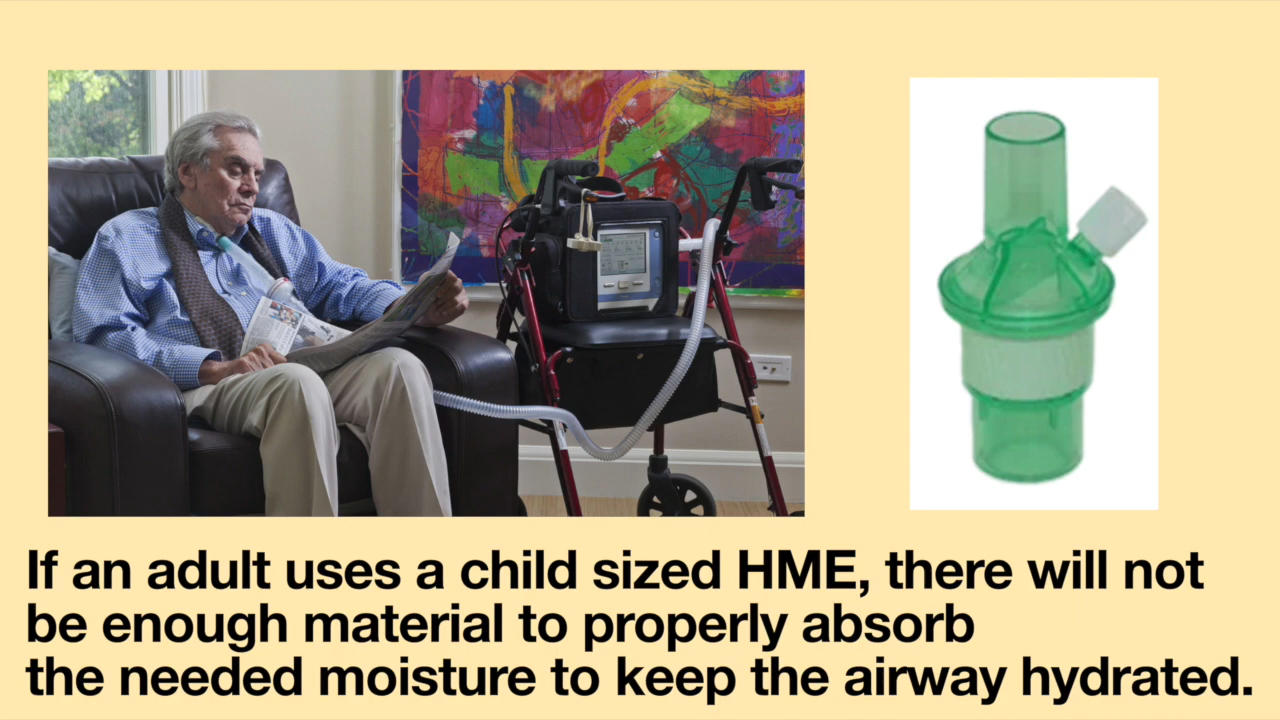 If an adult uses a child sized HME, there will not
be enough material to properly absorb
the needed moisture to keep the airway hydrated.